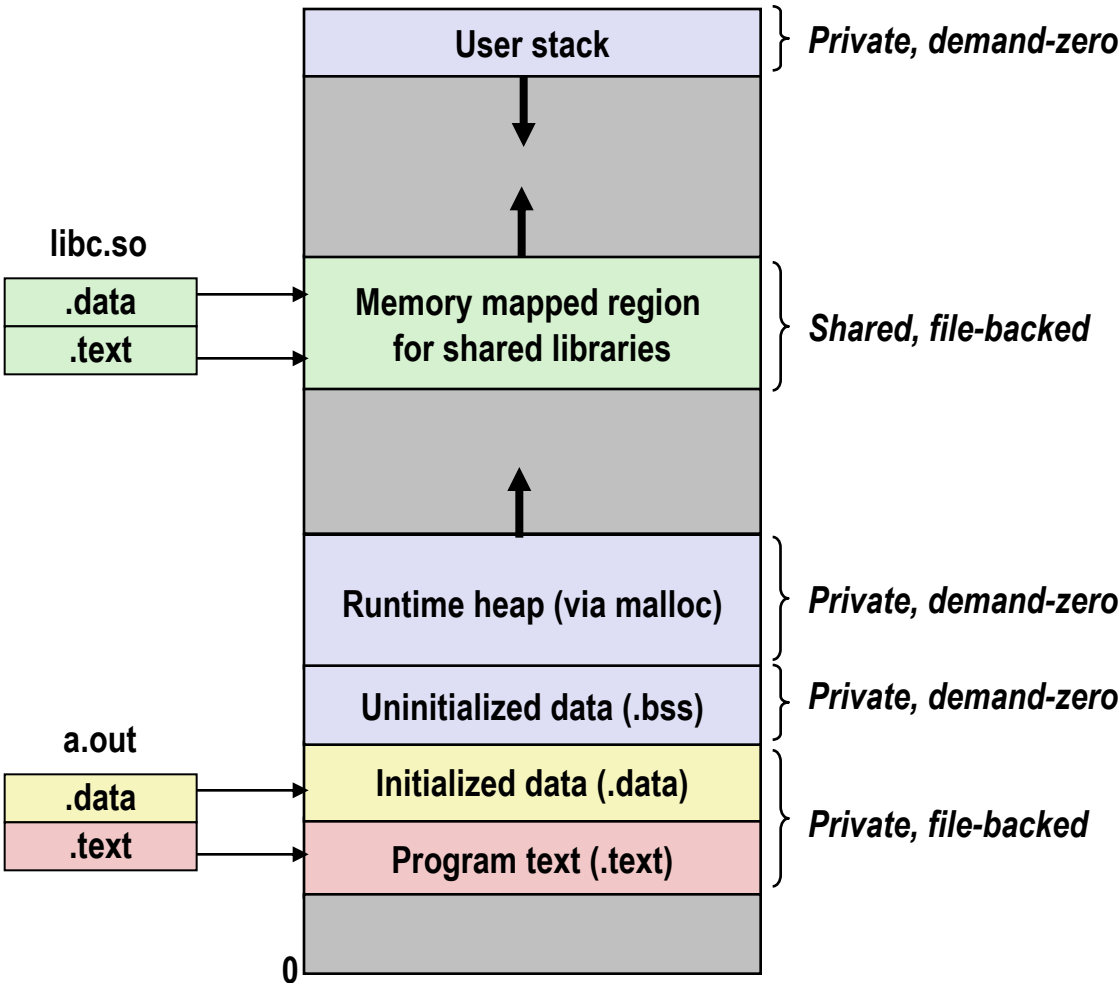 User stack
Private, demand-zero
libc.so
.data
.text
Memory mapped region
for shared libraries
Shared, file-backed
Runtime heap (via malloc)
Private, demand-zero
Uninitialized data (.bss)
Private, demand-zero
a.out
.data
.text
Initialized data (.data)
Program text (.text)
Private, file-backed
0